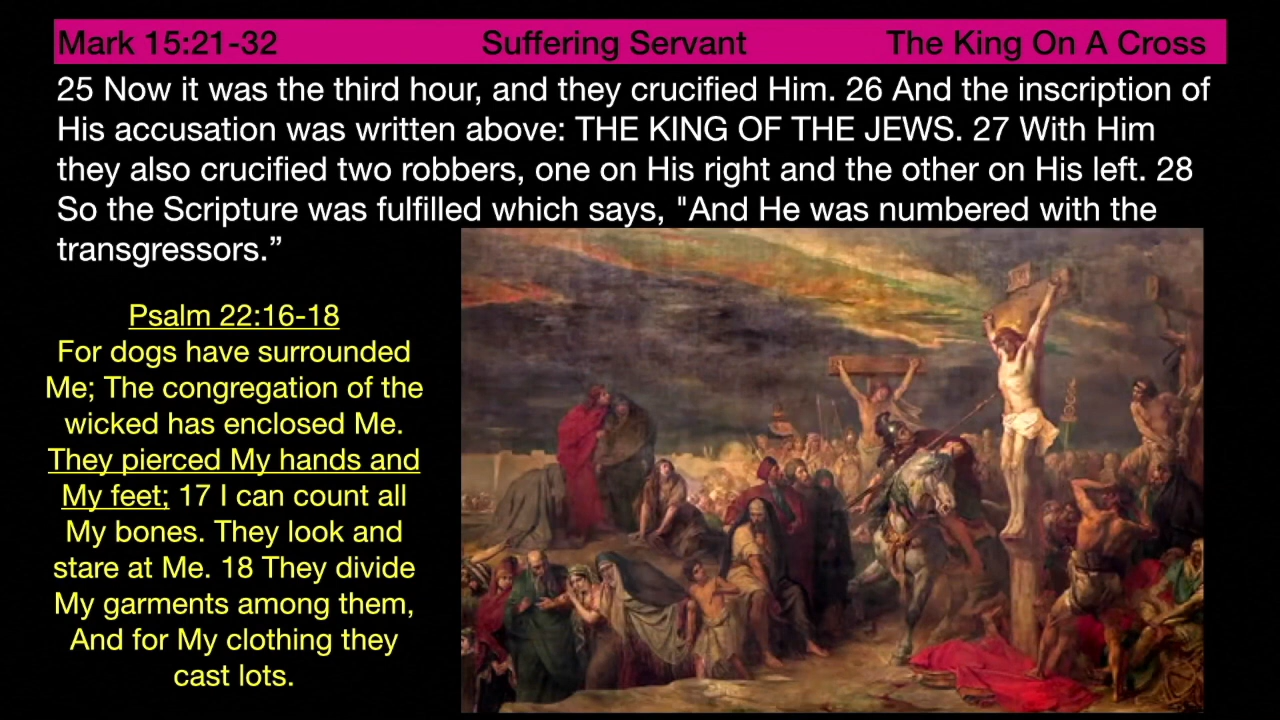 Mark 15:21-32 Suffering Servant The King On A Cross
25 Now it was the third hour, and they crucified Him. 26 And the inscription of
His accusation was written above: THE KING OF THE JEWS. 27 With Him
they also crucified two robbers, one on His right and the other on His left. 28
So the Scripture was fulfilled which says, "And He was numbered with the
transgressors.”
Psalm 22:16-18
For dogs have surrounded
Me; The congregation of the
wicked has enclosed Me.
They pierced My hands and
My feet; 17 I can count all
My bones. They look and
stare at Me. 18 They divide
My garments among them,
And for My clothing they
cast lots.